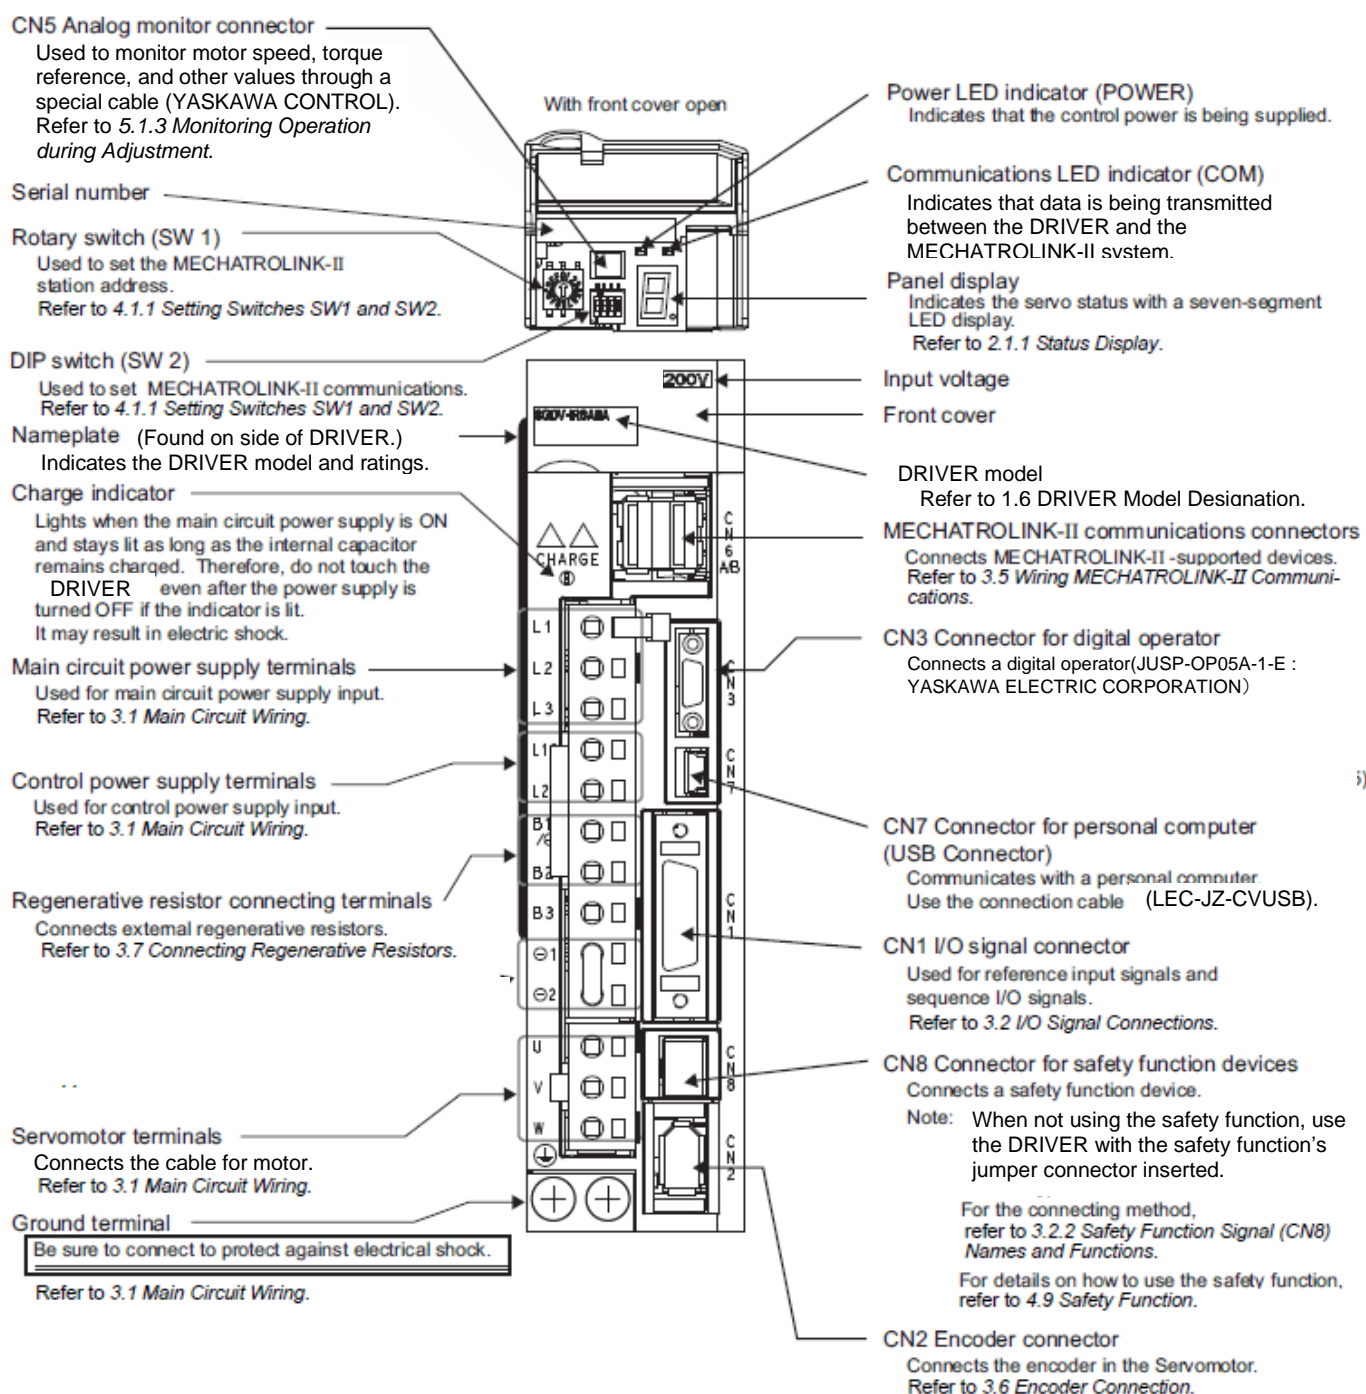 CN5 Analog monitor connector
Used to monitor motor speed, torque
reference, and other values through a
special cable (YASKAWA CONTROL).
Refer to 5.1.3 Monitoring Operation
during Adjustment.
Serial number
Rotary switch (SW 1)
Used to set the MECHATROLINK-II
station address.
Refer to 4.1.1 Setting Switches SW1 and SW2.
DIP switch (SW 2)
Used to set MECHATROLINK-II communications.
Refer to 4.1.1 Setting Switches SW1 and SW2.
Nameplate (Found on side of DRIVER.)
Indicates the DRIVER model and ratings.
Charge indicator
Lights when the main circuit power supply is ON
and stays lit as long as the internal capacitor
remains charged. Therefore, do not touch the
DRIVER even after the power supply is
turned OFF if the indicator is lit.
It may result in electric shock.
Main circuit power supply terminals
Used for main circuit power supply input.
Refer to 3.1 Main Circuit Wiring.
Control power supply terminals
Used for control power supply input.
Refer to 3.1 Main Circuit Wiring.
Regenerative resistor connecting terminals
Connects external regenerative resistors.
Refer to 3.7 Connecting Regenerative Resistors.
Servomotor terminals
Connects the cable for motor.
Refer to 3.1 Main Circuit Wiring.
Ground terminal
Be sure to connect to protect against electrical shock.
Refer to 3.1 Main Circuit Wiring.
With front cover open
200V
CHARGE
CN6A/B
L1
L2
L3
CN3
L1
L2
CN7
B1/⊕
B2
B3
CN1
⊖1
⊖2
U
V
W
CN8
CN2
Power LED indicator (POWER)
Indicates that the control power is being supplied.
Communications LED indicator (COM)
Indicates that data is being transmitted
between the DRIVER and the
MECHATROLINK-II system.
Panel display
Indicates the servo status with a seven-segment
LED display.
Refer to 2.1.1 Status Display.
Input voltage
Front cover
DRIVER model
Refer to 1.6 DRIVER Model Designation.
MECHATROLINK-II communications connectors
Connects MECHATROLINK-II -supported devices.
Refer to 3.5 Wiring MECHATROLINK-II Communi-
cations.
CN3 Connector for digital operator
Connects a digital operator(JUSP-OP05A-1-E :
YASKAWA ELECTRIC CORPORATION)
5)
CN7 Connector for personal computer
(USB Connector)
Communicates with a personal computer.
Use the connection cable (LEC-JZ-CVUSB).
CN1 I/O signal connector
Used for reference input signals and
sequence I/O signals.
Refer to 3.2 I/O Signal Connections.
CN8 Connector for safety function devices
Connects a safety function device.
Note: When not using the safety function, use
the DRIVER with the safety function's
jumper connector inserted.
For the connecting method,
refer to 3.2.2 Safety Function Signal (CN8)
Names and Functions.
For details on how to use the safety function,
refer to 4.9 Safety Function.
CN2 Encoder connector
Connects the encoder in the Servomotor.
Refer to 3.6 Encoder Connection.